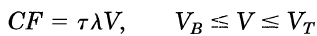 CF = τλV, V_B ≤ V ≤ V_T